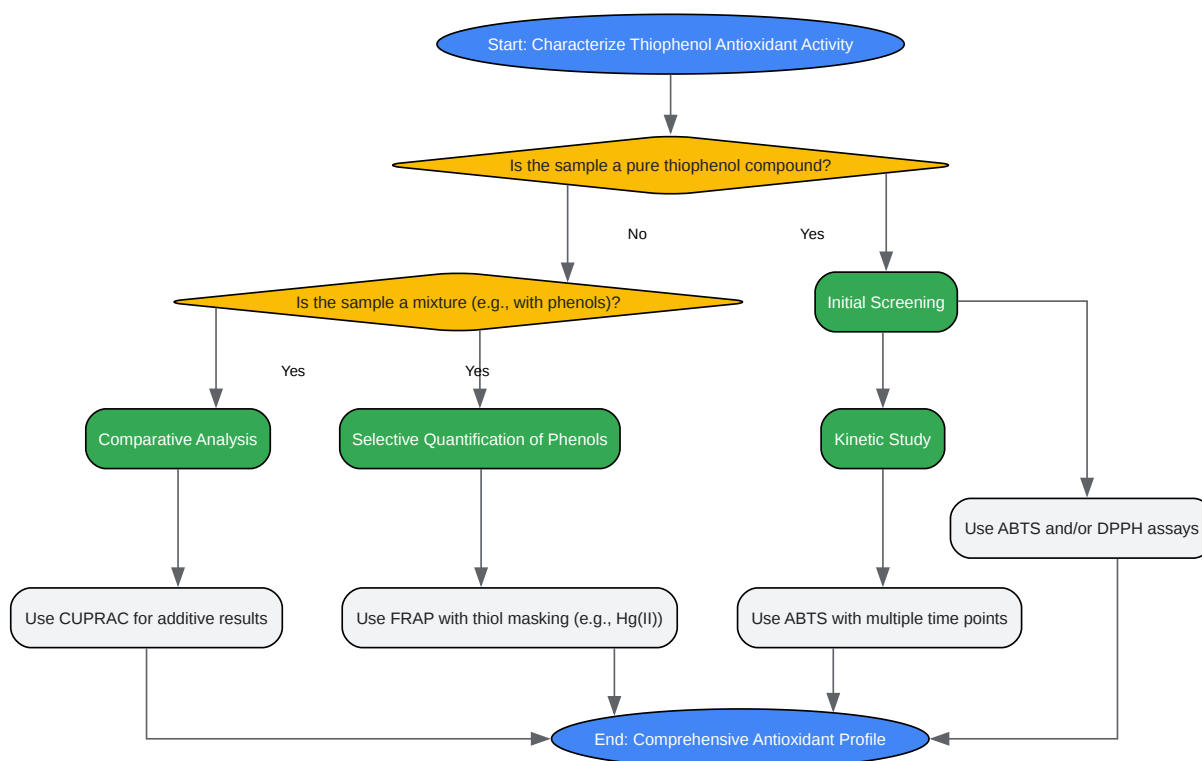 Start: Characterize Thiophenol Antioxidant Activity
Is the sample a pure thiophenol compound?
No
Yes
Is the sample a mixture (e.g., with phenols)?
Initial Screening
Yes
Yes
Comparative Analysis
Selective Quantification of Phenols
Kinetic Study
Use ABTS and/or DPPH assays
Use CUPRAC for additive results
Use FRAP with thiol masking (e.g., Hg(II))
Use ABTS with multiple time points
End: Comprehensive Antioxidant Profile